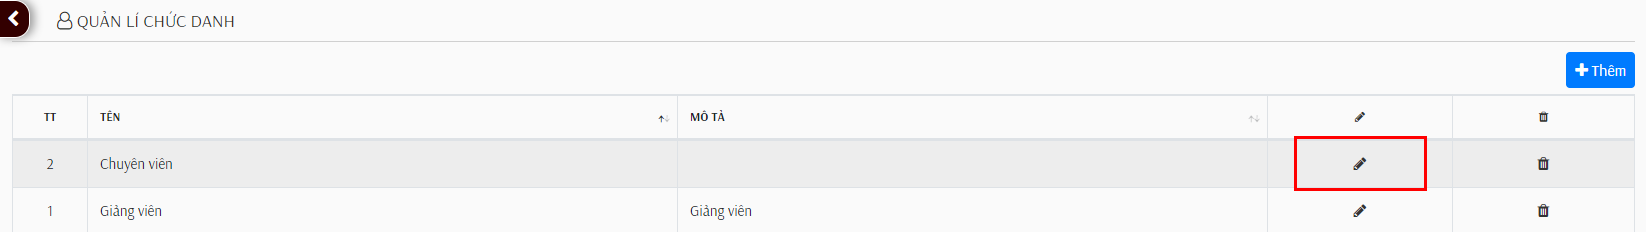 QUẢN LÍ CHỨC DANH
Thêm
TT TÊN MÔ TẢ
2 Chuyên viên
1 Giảng viên Giảng viên